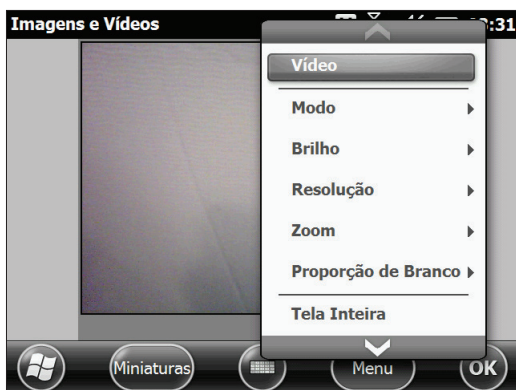 Imagens e Vídeos
:31
Vídeo
Modo
Brilho
Resolução
Zoom
Proporção de Branco
Tela Inteira
Miniaturas
Menu
OK